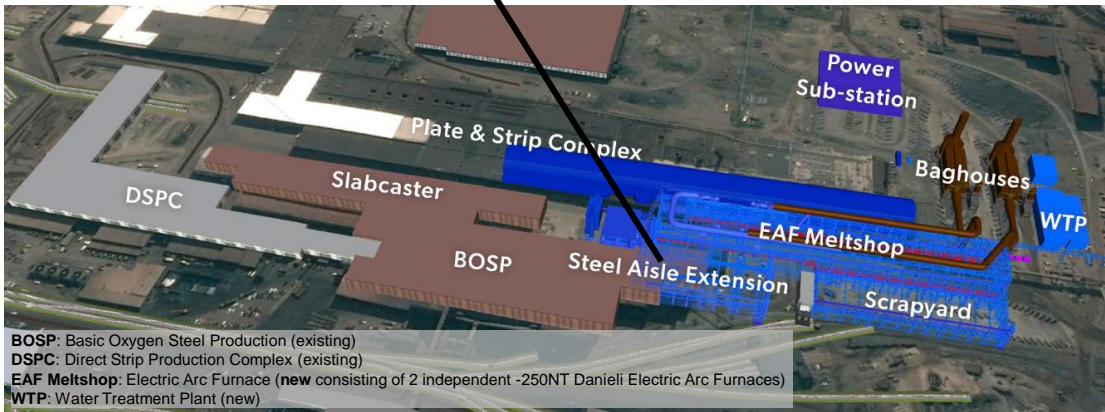 Power
Sub-station
Plate & Strip Complex
Baghouses
Slabcaster
DSPC
WTP
EAF Meltshop
BOSP
Steel Aisle Extension
Scrapyard
BOSP: Basic Oxygen Steel Production (existing)
DSPC: Direct Strip Production Complex (existing)
EAF Meltshop: Electric Arc Furnace (new consisting of 2 independent -250NT Danieli Electric Arc Furnaces)
WTP: Water Treatment Plant (new)